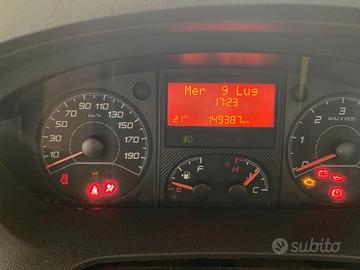 Mer 9 Lug
17:23
21°C 149387km
10 30 50 70 90 110 130 150 170 190
km/h
F
E
H
C
0 1 2 3
RPM X 1000
subito